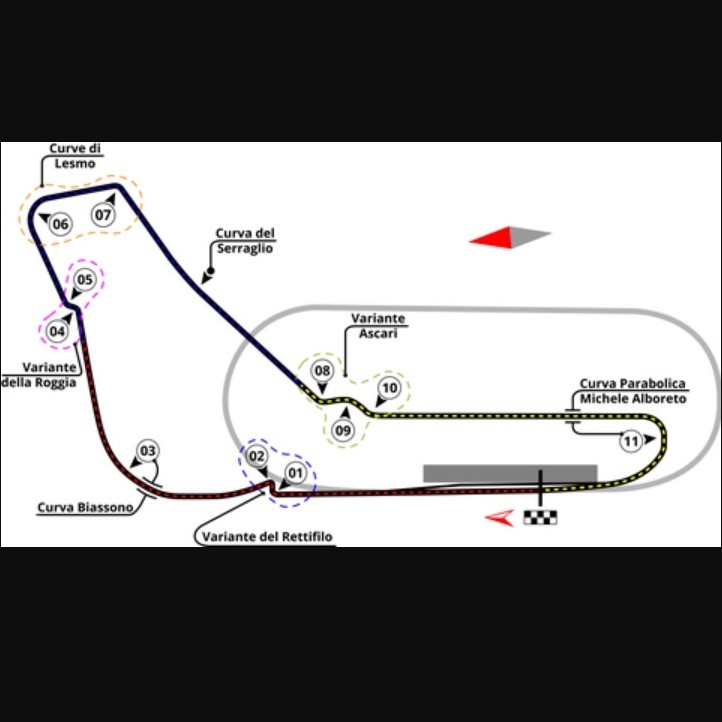 Curve di
Lesmo
07
06
Curva del
Serraglio
05
04
Variante
Ascari
Variante
della Roggia
08
10
Curva Parabolica
Michele Alboreto
09
11
03
02
01
Curva Biassono
Variante del Rettifilo